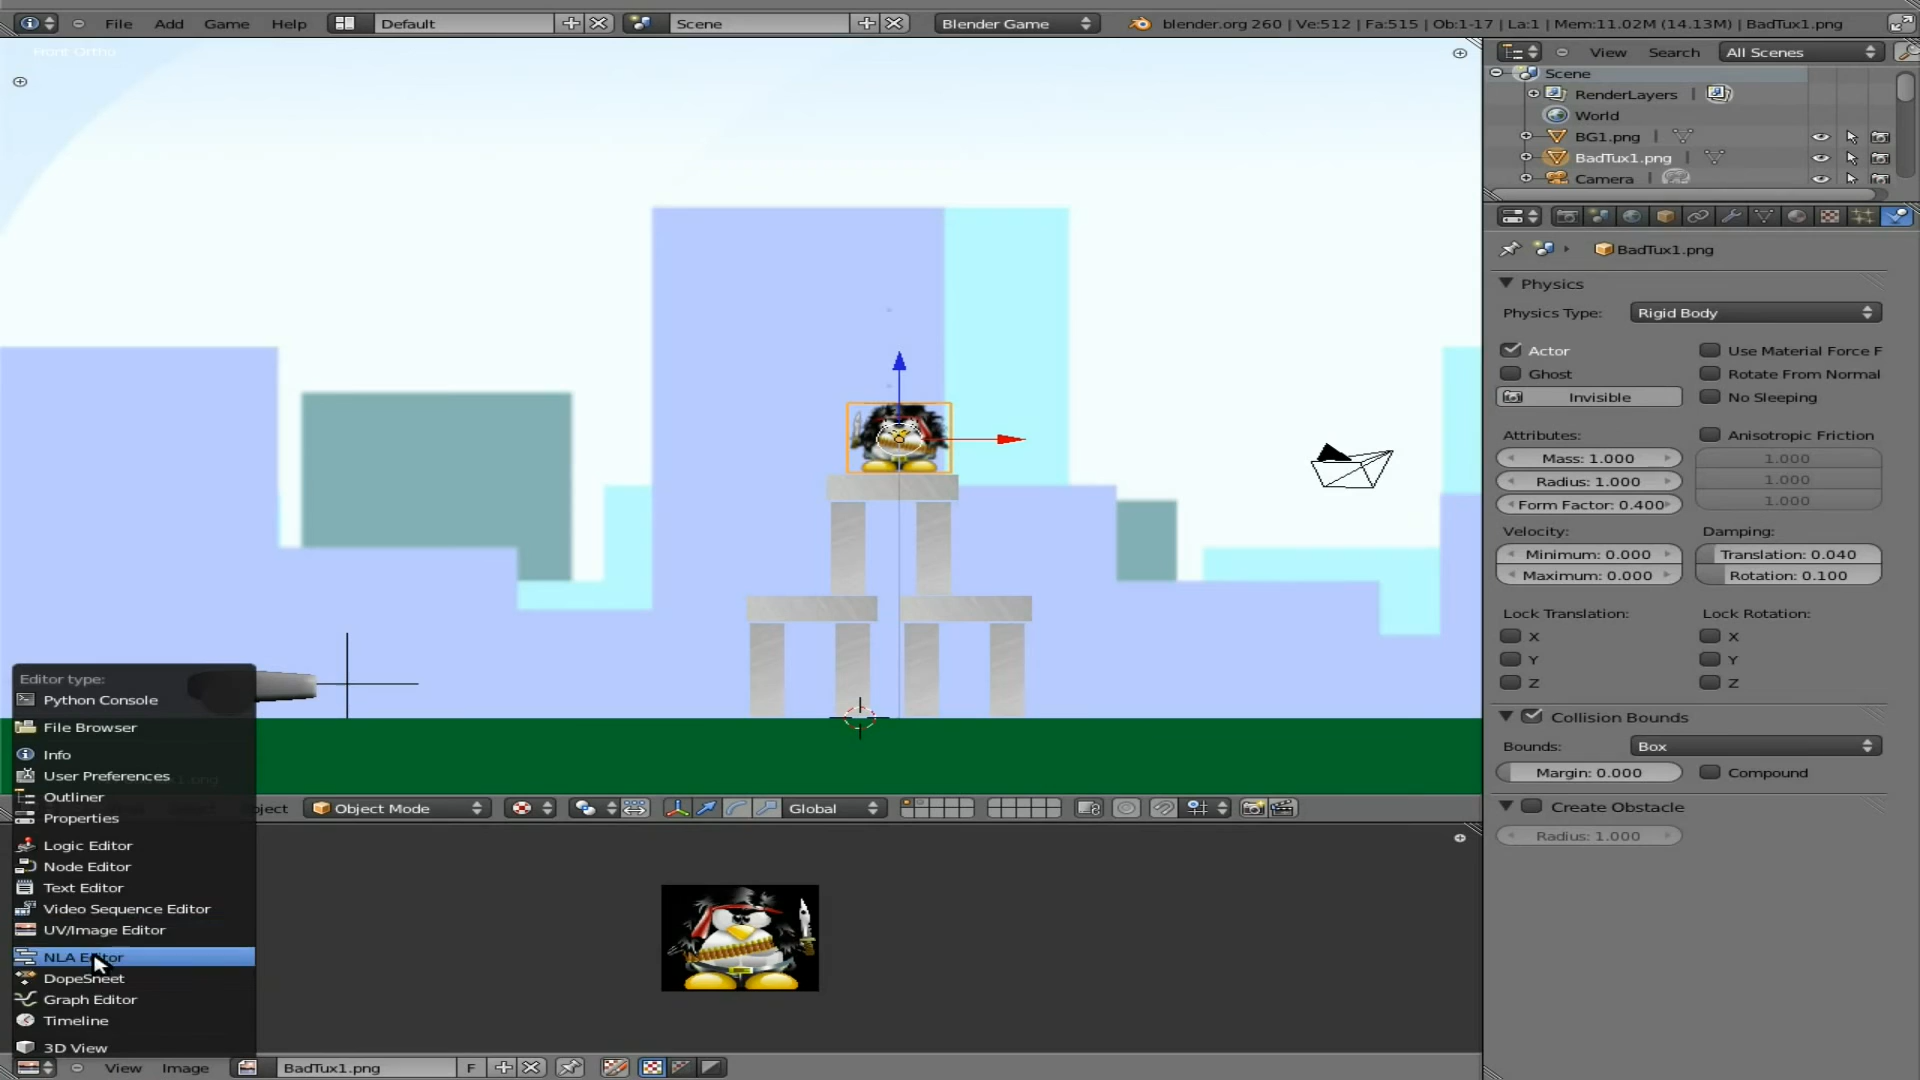 File Add Game Help Default Scene Blender Game blender.org 260 | Ve:512 | Fa:515 | Ob:1-17 | La:1 | Mem:11.02M (14.13M) | BadTux1.png
Front Ortho
View Search All Scenes
Scene
RenderLayers
World
BG1.png
BadTux1.png
Camera
BadTux1.png
Physics
Physics Type: Rigid Body
Actor Use Material Force F
Ghost Rotate From Normal
Invisible No Sleeping
Attributes: Anisotropic Friction
Mass: 1.000 1.000
Radius: 1.000 1.000
Form Factor: 0.400 1.000
Velocity: Damping:
Minimum: 0.000 Translation: 0.040
Maximum: 0.000 Rotation: 0.100
Lock Translation: Lock Rotation:
X X
Y Y
Z Z
Collision Bounds
Bounds: Box
Margin: 0.000 Compound
Create Obstacle
Radius: 1.000
Editor type:
Python Console
File Browser
Info
User Preferences
Outliner
Properties
Logic Editor
Node Editor
Text Editor
Video Sequence Editor
UV/Image Editor
NLA Editor
DopeSheet
Graph Editor
Timeline
3D View
Object Mode Global
View Image BadTux1.png F